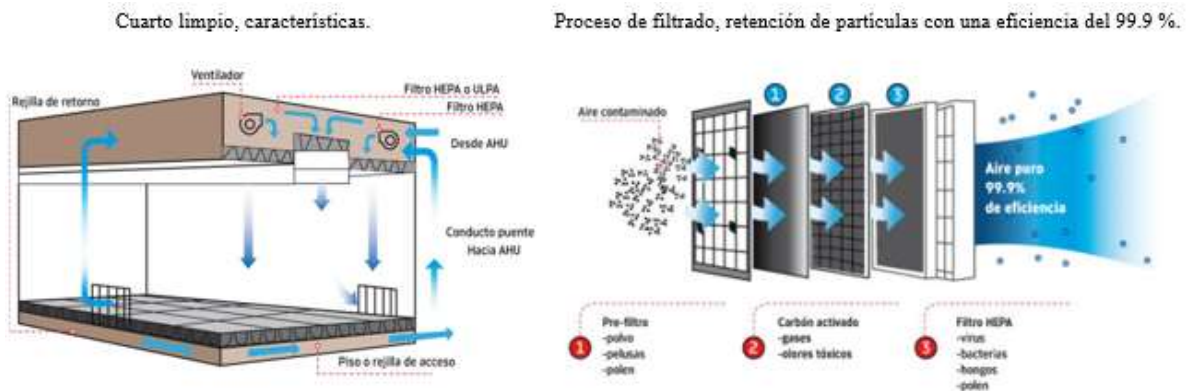 Cuarto limpio, características.
Proceso de filtrado, retención de partículas con una eficiencia del 99.9 %.
Ventilador
Filtro HEPA o ULPA
Rejilla de retorno
Filtro HEPA
Desde AHU
Conducto puente
Hacia AHU
Piso o rejilla de acceso
Aire contaminado
1
2
3
Aire puro
99.9%
de eficiencia
1
Pre-filtro
-polvo
-pelusas
-polen
2
Carbón activado
-gases
-olores tóxicos
3
Filtro HEPA
-virus
-bacterias
-hongos
-polen